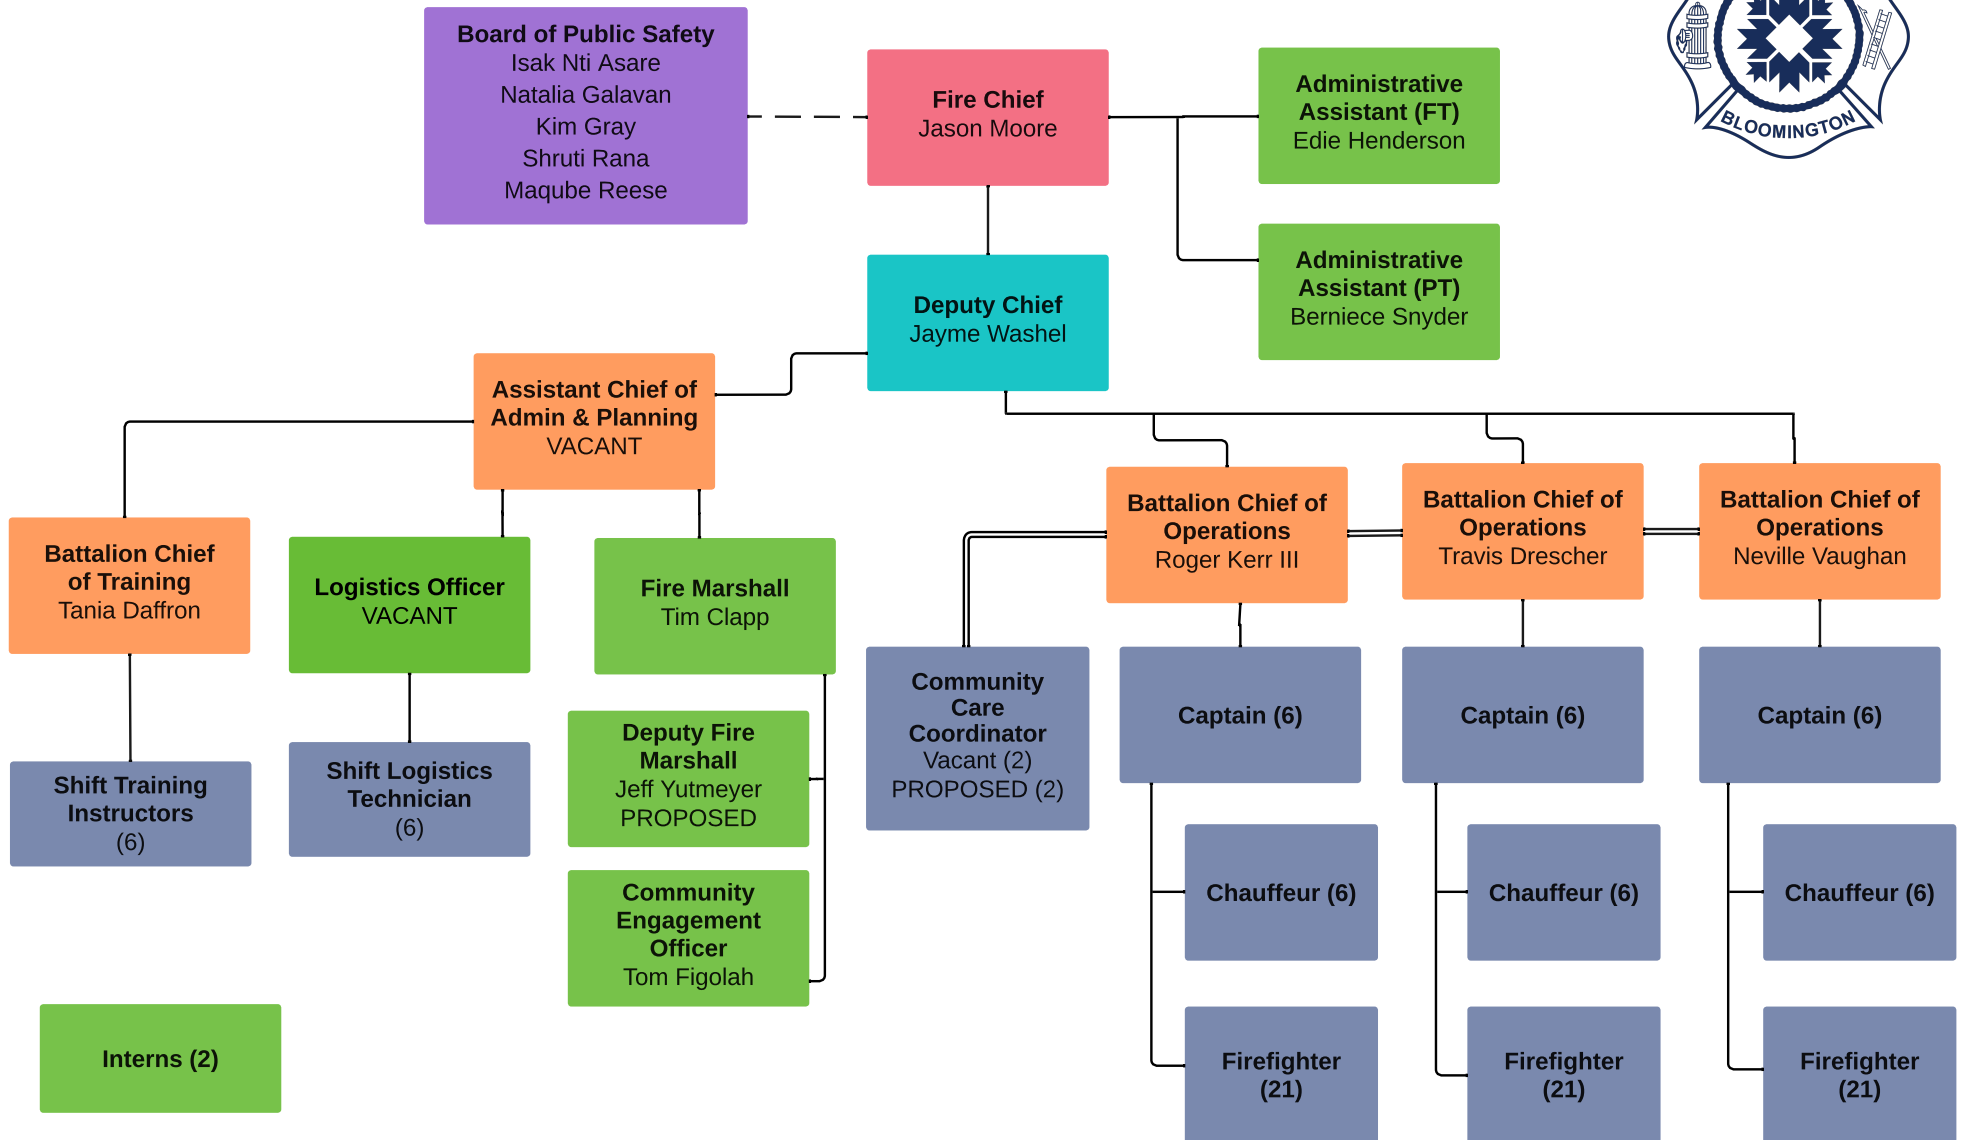 Board of Public Safety
Isak Nti Asare
Natalia Galavan
Kim Gray
Shruti Rana
Maqube Reese
Fire Chief
Jason Moore
Administrative
Assistant (FT)
Edie Henderson
BLOOMINGTON
Administrative
Assistant (PT)
Berniece Snyder
Deputy Chief
Jayme Washel
Assistant Chief of
Admin & Planning
VACANT
Battalion Chief
of Training
Tania Daffron
Logistics Officer
VACANT
Fire Marshall
Tim Clapp
Battalion Chief of
Operations
Roger Kerr III
Battalion Chief of
Operations
Travis Drescher
Battalion Chief of
Operations
Neville Vaughan
Shift Training
Instructors
(6)
Shift Logistics
Technician
(6)
Deputy Fire
Marshall
Jeff Yutmeyer
PROPOSED
Community
Engagement
Officer
Tom Figolah
Community
Care
Coordinator
Vacant (2)
PROPOSED (2)
Captain (6)
Captain (6)
Captain (6)
Chauffeur (6)
Chauffeur (6)
Chauffeur (6)
Interns (2)
Firefighter
(21)
Firefighter
(21)
Firefighter
(21)